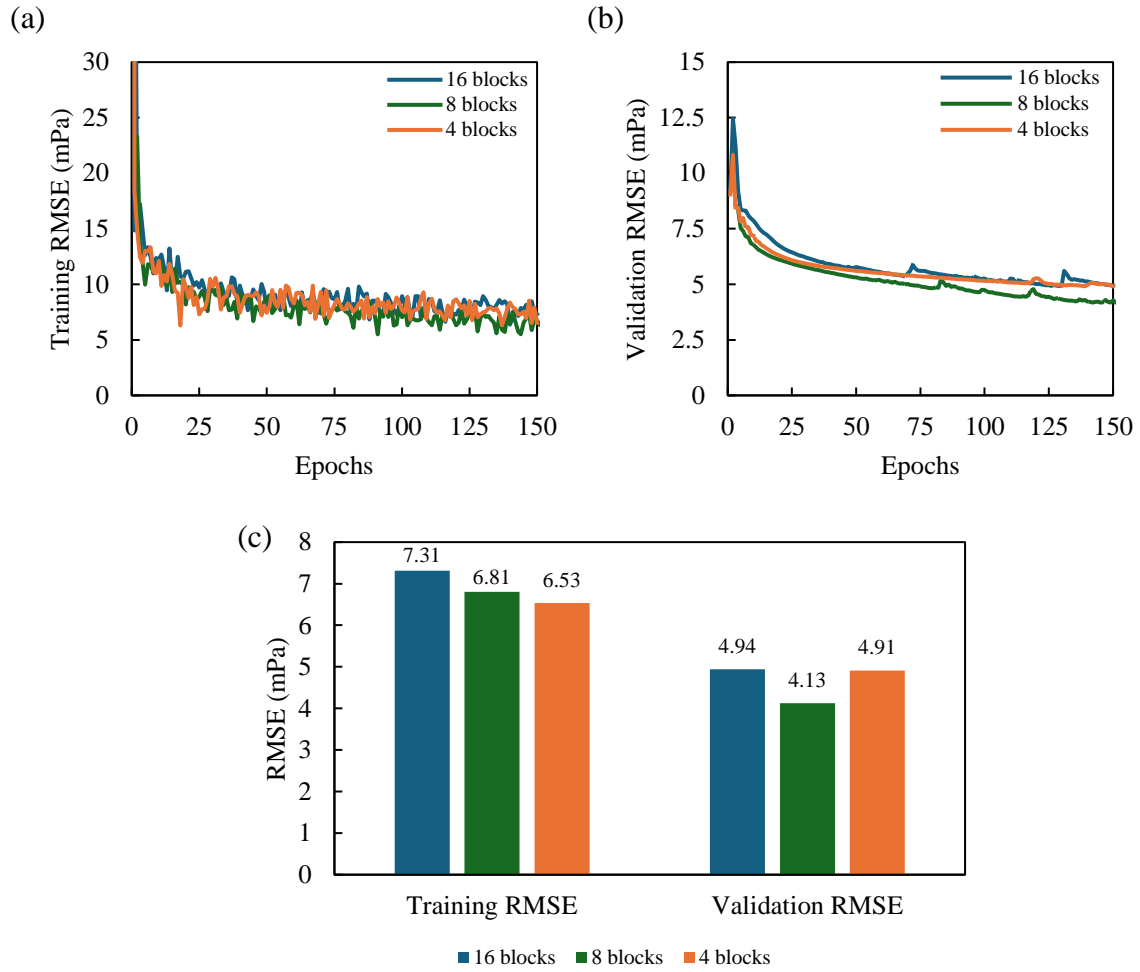 (a)
30
25
20
15
10
5
0
Training RMSE (mPa)
16 blocks
8 blocks
4 blocks
0 25 50 75 100 125 150
Epochs
(b)
15
12.5
10
7.5
5
2.5
0
Validation RMSE (mPa)
16 blocks
8 blocks
4 blocks
0 25 50 75 100 125 150
Epochs
(c)
8
7
6
5
4
3
2
1
0
RMSE (mPa)
7.31 6.81 6.53
4.94 4.13 4.91
Training RMSE Validation RMSE
16 blocks 8 blocks 4 blocks